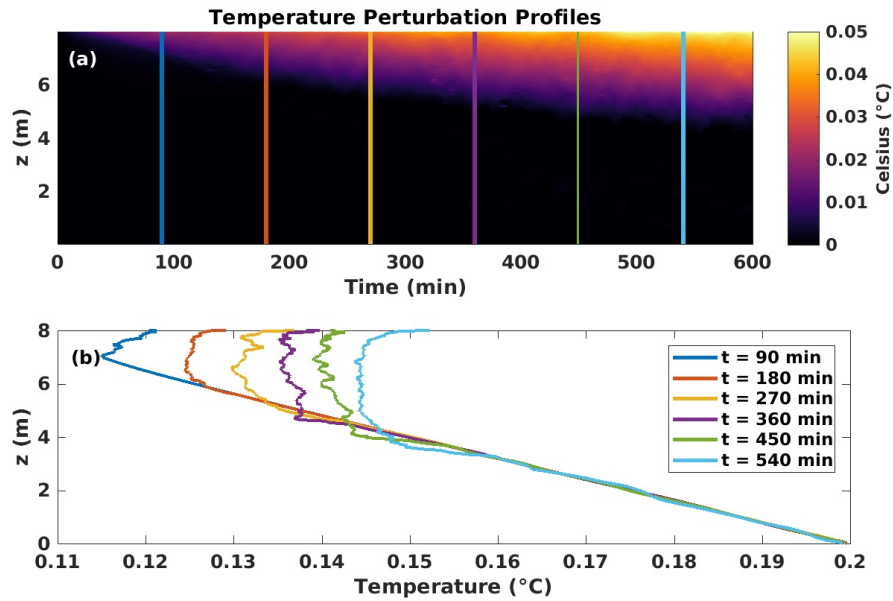 Temperature Perturbation Profiles
(a)
z (m)
6
4
2
0 100 200 300 400 500 600
Time (min)
0.05
0.04
0.03
0.02
0.01
0
Celsius (°C)
(b)
z (m)
8
6
4
2
0
0.11 0.12 0.13 0.14 0.15 0.16 0.17 0.18 0.19 0.2
Temperature (°C)
t = 90 min
t = 180 min
t = 270 min
t = 360 min
t = 450 min
t = 540 min